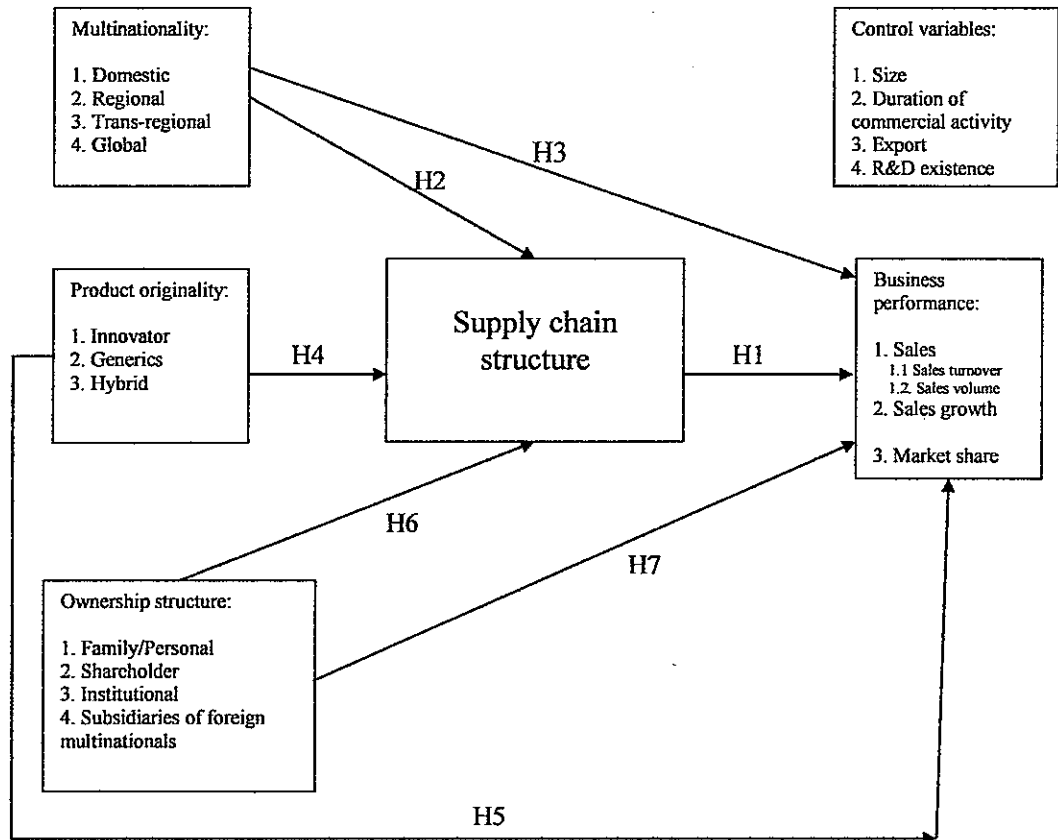 Multinationality:
1. Domestic
2. Regional
3. Trans-regional
4. Global
Control variables:
1. Size
2. Duration of
commercial activity
3. Export
4. R&D existence
H3
H2
Product originality:
1. Innovator
2. Generics
3. Hybrid
H4
Supply chain
structure
H1
Business
performance:
1. Sales
1.1 Sales turnover
1.2. Sales volume
2. Sales growth
3. Market share
H6
H7
Ownership structure:
1. Family/Personal
2. Shareholder
3. Institutional
4. Subsidiaries of foreign
multinationals
H5